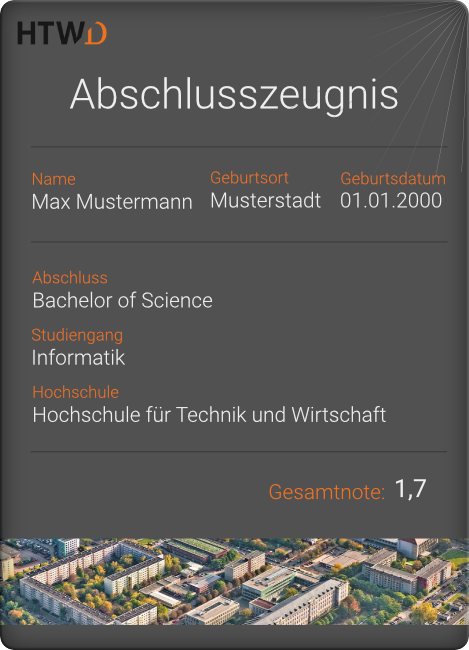 HTWD
Abschlusszeugnis
Name Geburtsort Geburtsdatum
Max Mustermann Musterstadt 01.01.2000
Abschluss
Bachelor of Science
Studiengang
Informatik
Hochschule
Hochschule für Technik und Wirtschaft
Gesamtnote: 1,7